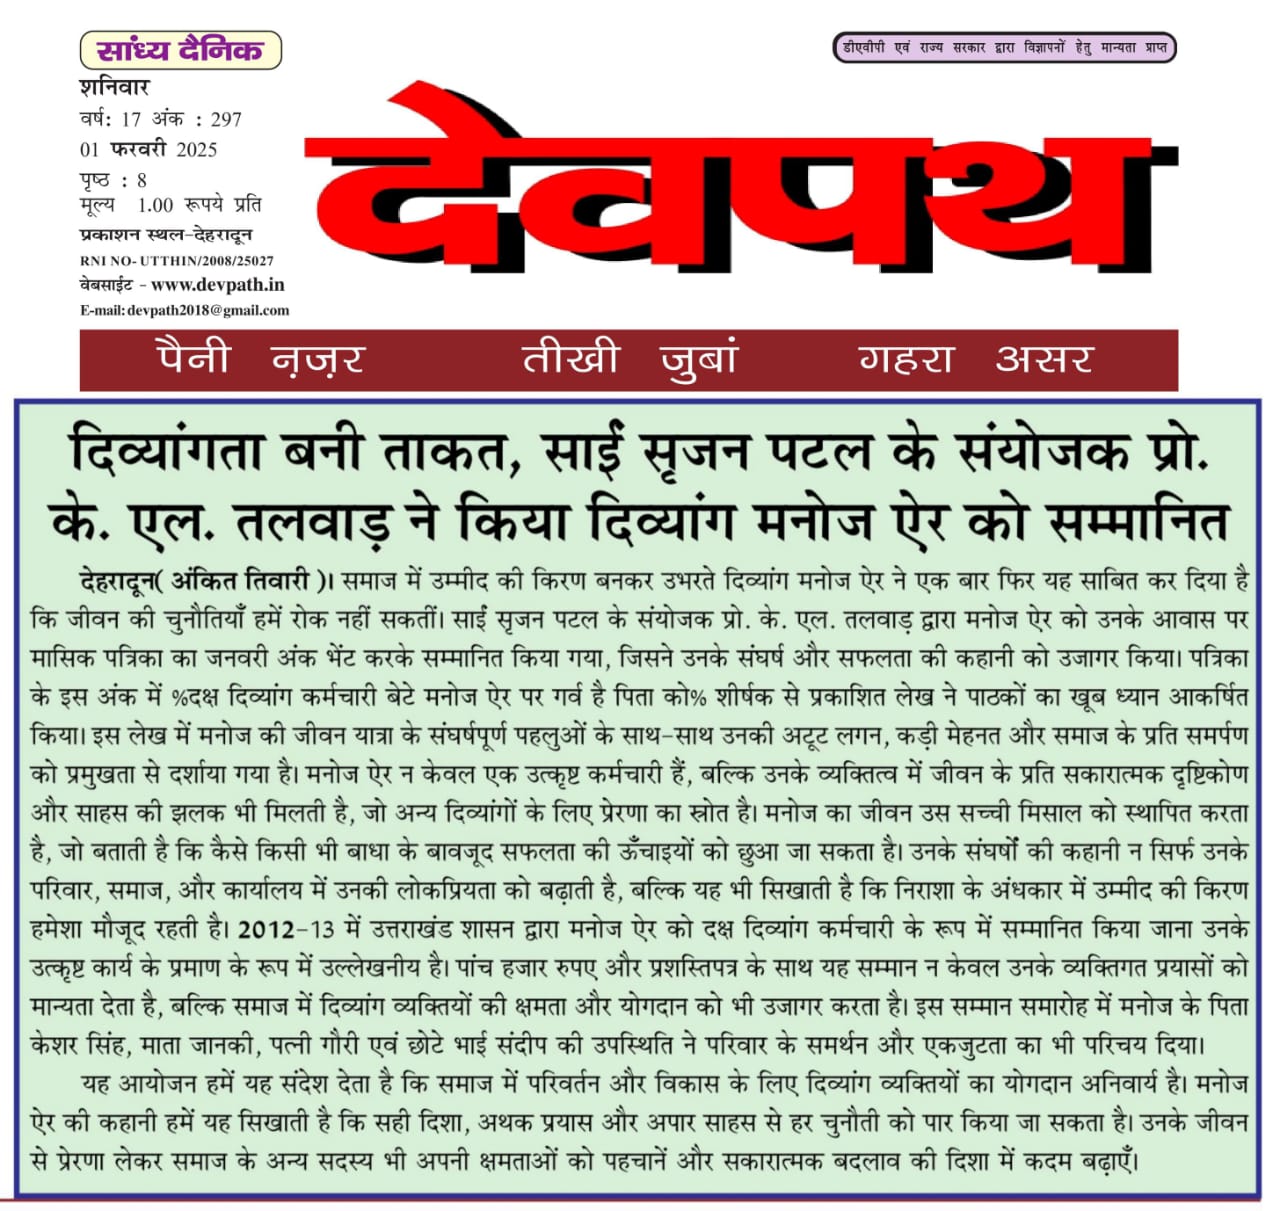 सांध्य दैनिक
डीएवीपी एवं राज्य सरकार द्वारा विज्ञापनों हेतु मान्यता प्राप्त
शनिवार
वर्ष: 17 अंक : 297
01 फरवरी 2025
पृष्ठ : 8
मूल्य 1.00 रूपये प्रति
प्रकाशन स्थल-देहरादून
RNI NO- UTTHIN/2008/25027
वेबसाईट - www.devpath.in
E-mail: devpath2018@gmail.com
देवपथ
पैनी न‌ज़र तीखी जुबां गहरा असर
दिव्यांगता बनी ताकत, साईं सृजन पटल के संयोजक प्रो.
के. एल. तलवाड़ ने किया दिव्यांग मनोज ऐर को सम्मानित
देहरादून( अंकित तिवारी )। समाज में उम्मीद की किरण बनकर उभरते दिव्यांग मनोज ऐर ने एक बार फिर यह साबित कर दिया है
कि जीवन की चुनौतियाँ हमें रोक नहीं सकतीं। साईं सृजन पटल के संयोजक प्रो. के. एल. तलवाड़ द्वारा मनोज ऐर को उनके आवास पर
मासिक पत्रिका का जनवरी अंक भेंट करके सम्मानित किया गया, जिसने उनके संघर्ष और सफलता की कहानी को उजागर किया। पत्रिका
के इस अंक में %दक्ष दिव्यांग कर्मचारी बेटे मनोज ऐर पर गर्व है पिता को% शीर्षक से प्रकाशित लेख ने पाठकों का खूब ध्यान आकर्षित
किया। इस लेख में मनोज की जीवन यात्रा के संघर्षपूर्ण पहलुओं के साथ-साथ उनकी अटूट लगन, कड़ी मेहनत और समाज के प्रति समर्पण
को प्रमुखता से दर्शाया गया है। मनोज ऐर न केवल एक उत्कृष्ट कर्मचारी हैं, बल्कि उनके व्यक्तित्व में जीवन के प्रति सकारात्मक दृष्टिकोण
और साहस की झलक भी मिलती है, जो अन्य दिव्यांगों के लिए प्रेरणा का स्रोत है। मनोज का जीवन उस सच्ची मिसाल को स्थापित करता
है, जो बताती है कि कैसे किसी भी बाधा के बावजूद सफलता की ऊँचाइयों को छुआ जा सकता है। उनके संघर्षों की कहानी न सिर्फ उनके
परिवार, समाज, और कार्यालय में उनकी लोकप्रियता को बढ़ाती है, बल्कि यह भी सिखाती है कि निराशा के अंधकार में उम्मीद की किरण
हमेशा मौजूद रहती है। 2012-13 में उत्तराखंड शासन द्वारा मनोज ऐर को दक्ष दिव्यांग कर्मचारी के रूप में सम्मानित किया जाना उनके
उत्कृष्ट कार्य के प्रमाण के रूप में उल्लेखनीय है। पांच हजार रुपए और प्रशस्तिपत्र के साथ यह सम्मान न केवल उनके व्यक्तिगत प्रयासों को
मान्यता देता है, बल्कि समाज में दिव्यांग व्यक्तियों की क्षमता और योगदान को भी उजागर करता है। इस सम्मान समारोह में मनोज के पिता
केशर सिंह, माता जानकी, पत्नी गौरी एवं छोटे भाई संदीप की उपस्थिति ने परिवार के समर्थन और एकजुटता का भी परिचय दिया।
यह आयोजन हमें यह संदेश देता है कि समाज में परिवर्तन और विकास के लिए दिव्यांग व्यक्तियों का योगदान अनिवार्य है। मनोज
ऐर की कहानी हमें यह सिखाती है कि सही दिशा, अथक प्रयास और अपार साहस से हर चुनौती को पार किया जा सकता है। उनके जीवन
से प्रेरणा लेकर समाज के अन्य सदस्य भी अपनी क्षमताओं को पहचानें और सकारात्मक बदलाव की दिशा में कदम बढ़ाएँ।